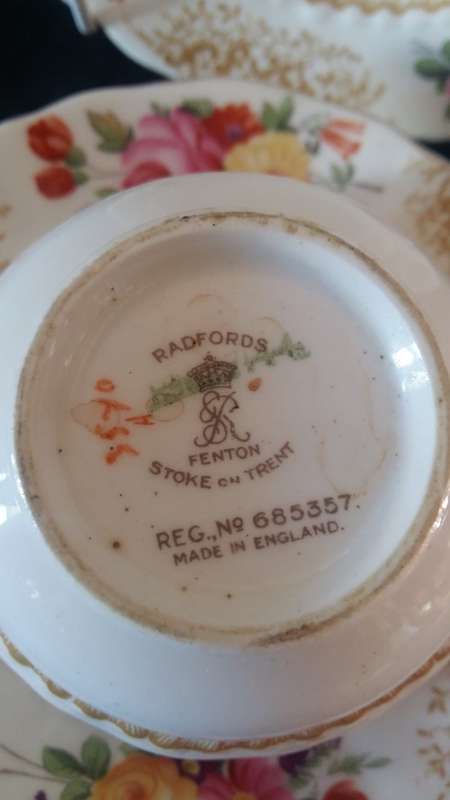 RADFORDS
FENTON
STOKE ON TRENT
REG., No 685357.
MADE IN ENGLAND.